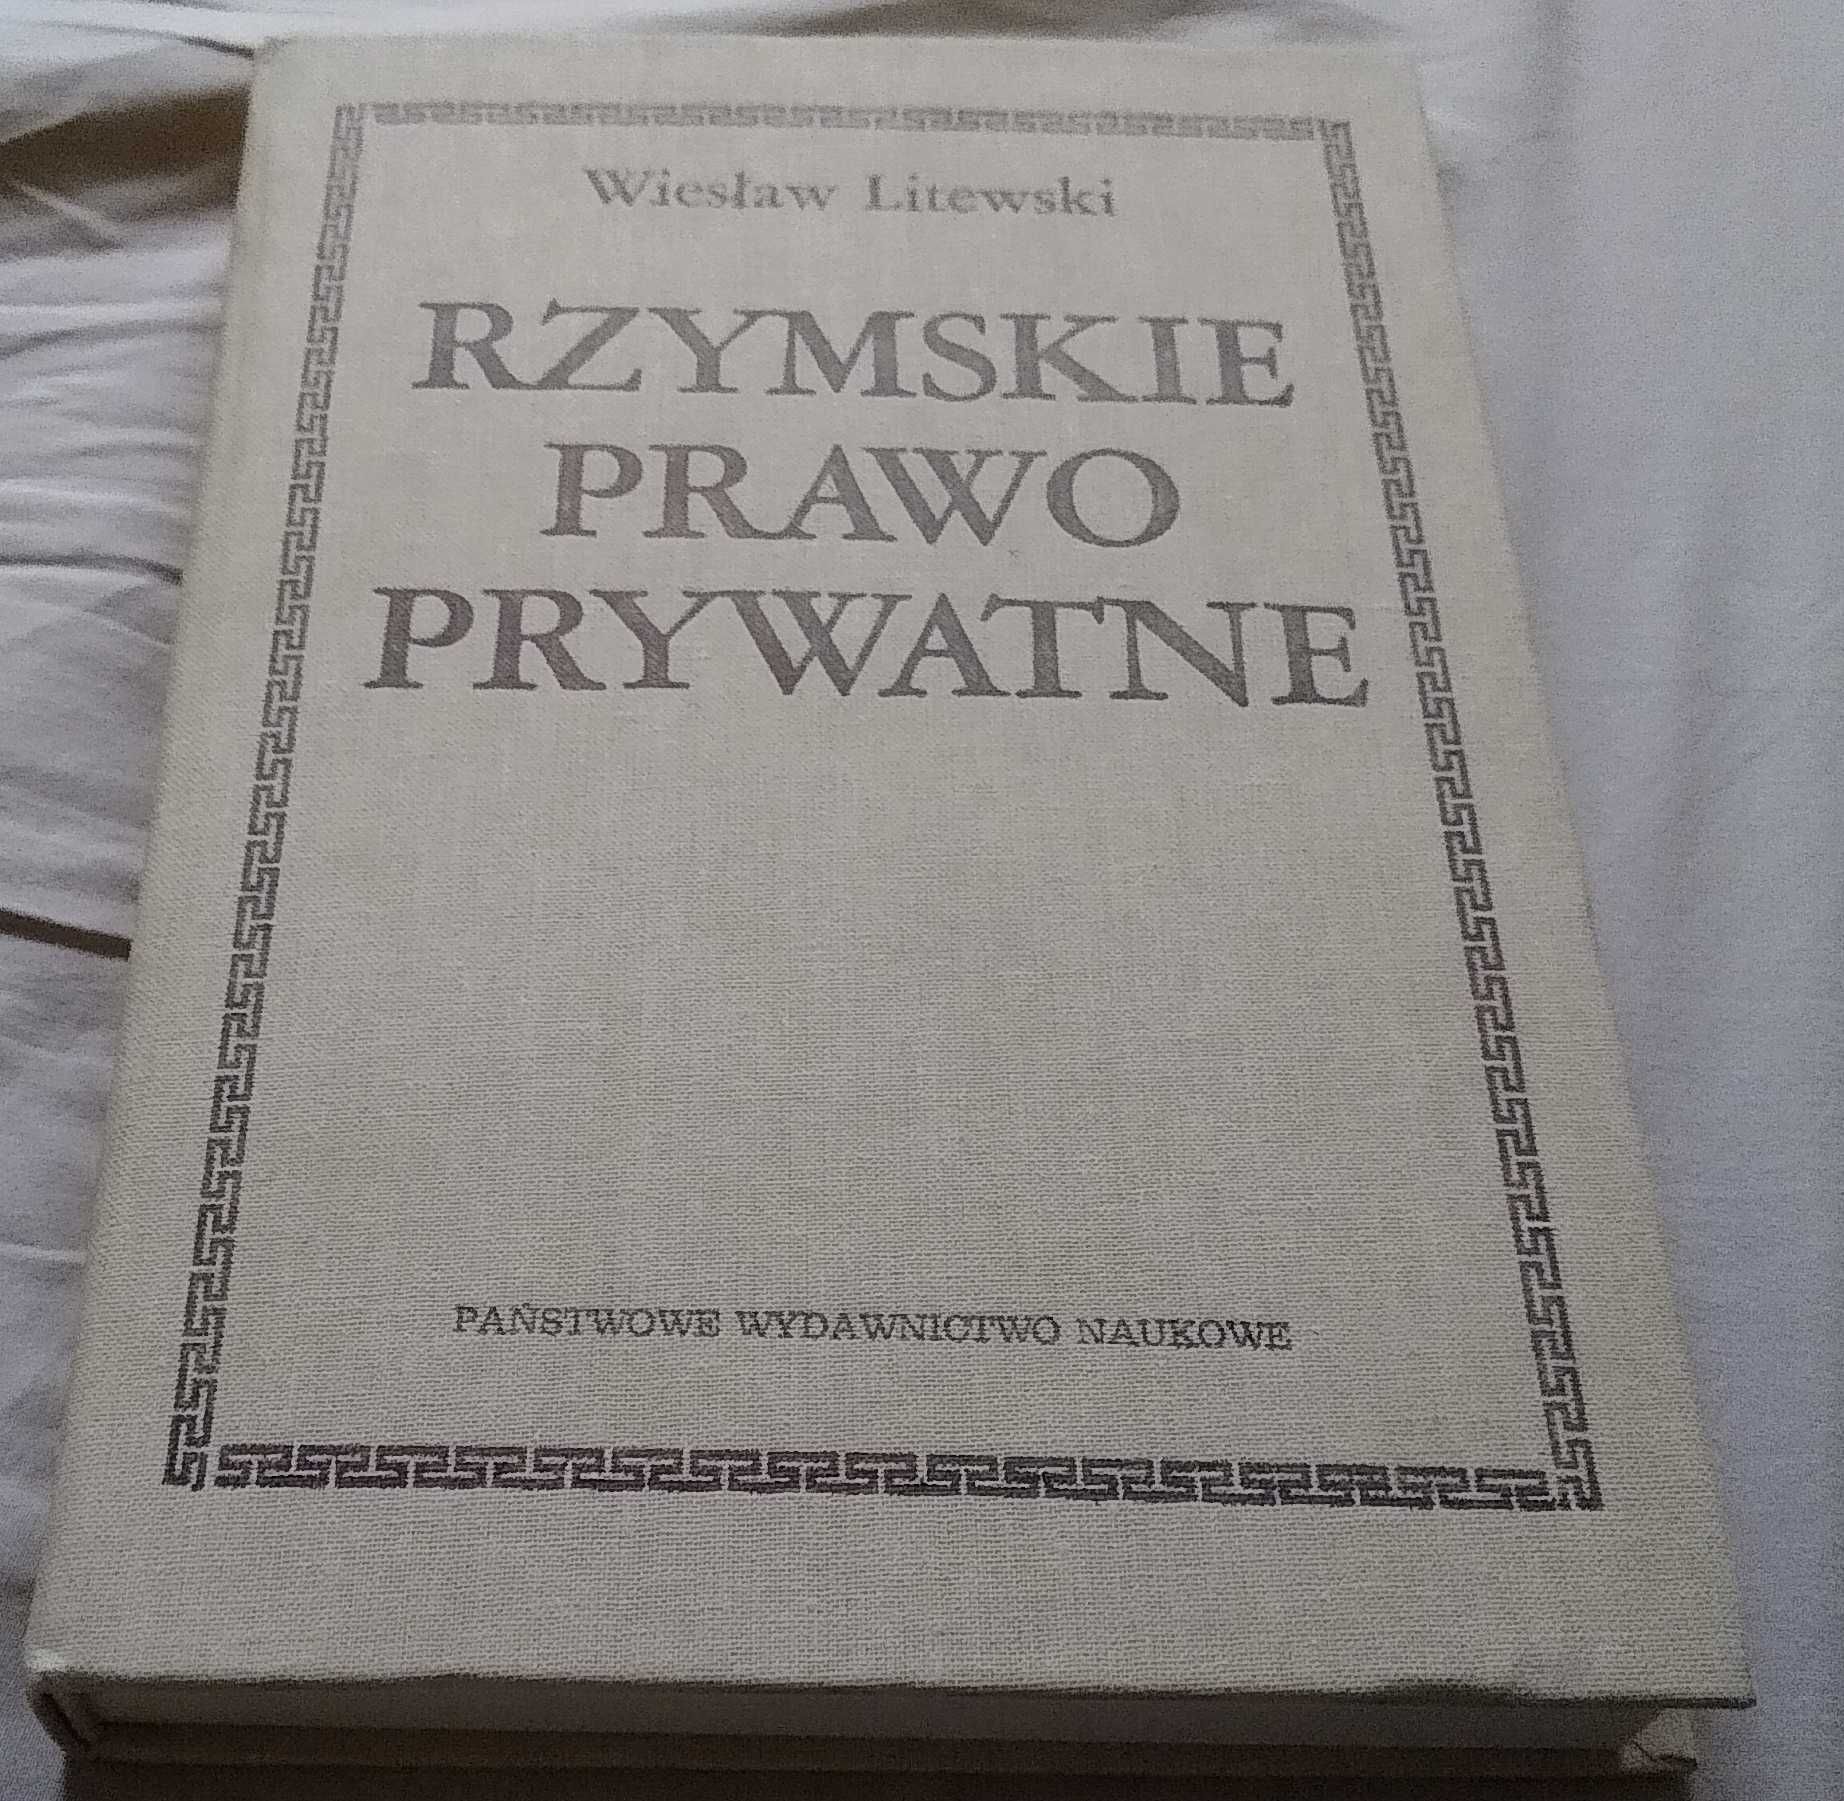 Wiesław Litewski
RZYMSKIE
PRAWO
PRYWATNE
PAŃSTWOWE WYDAWNICTWO NAUKOWE